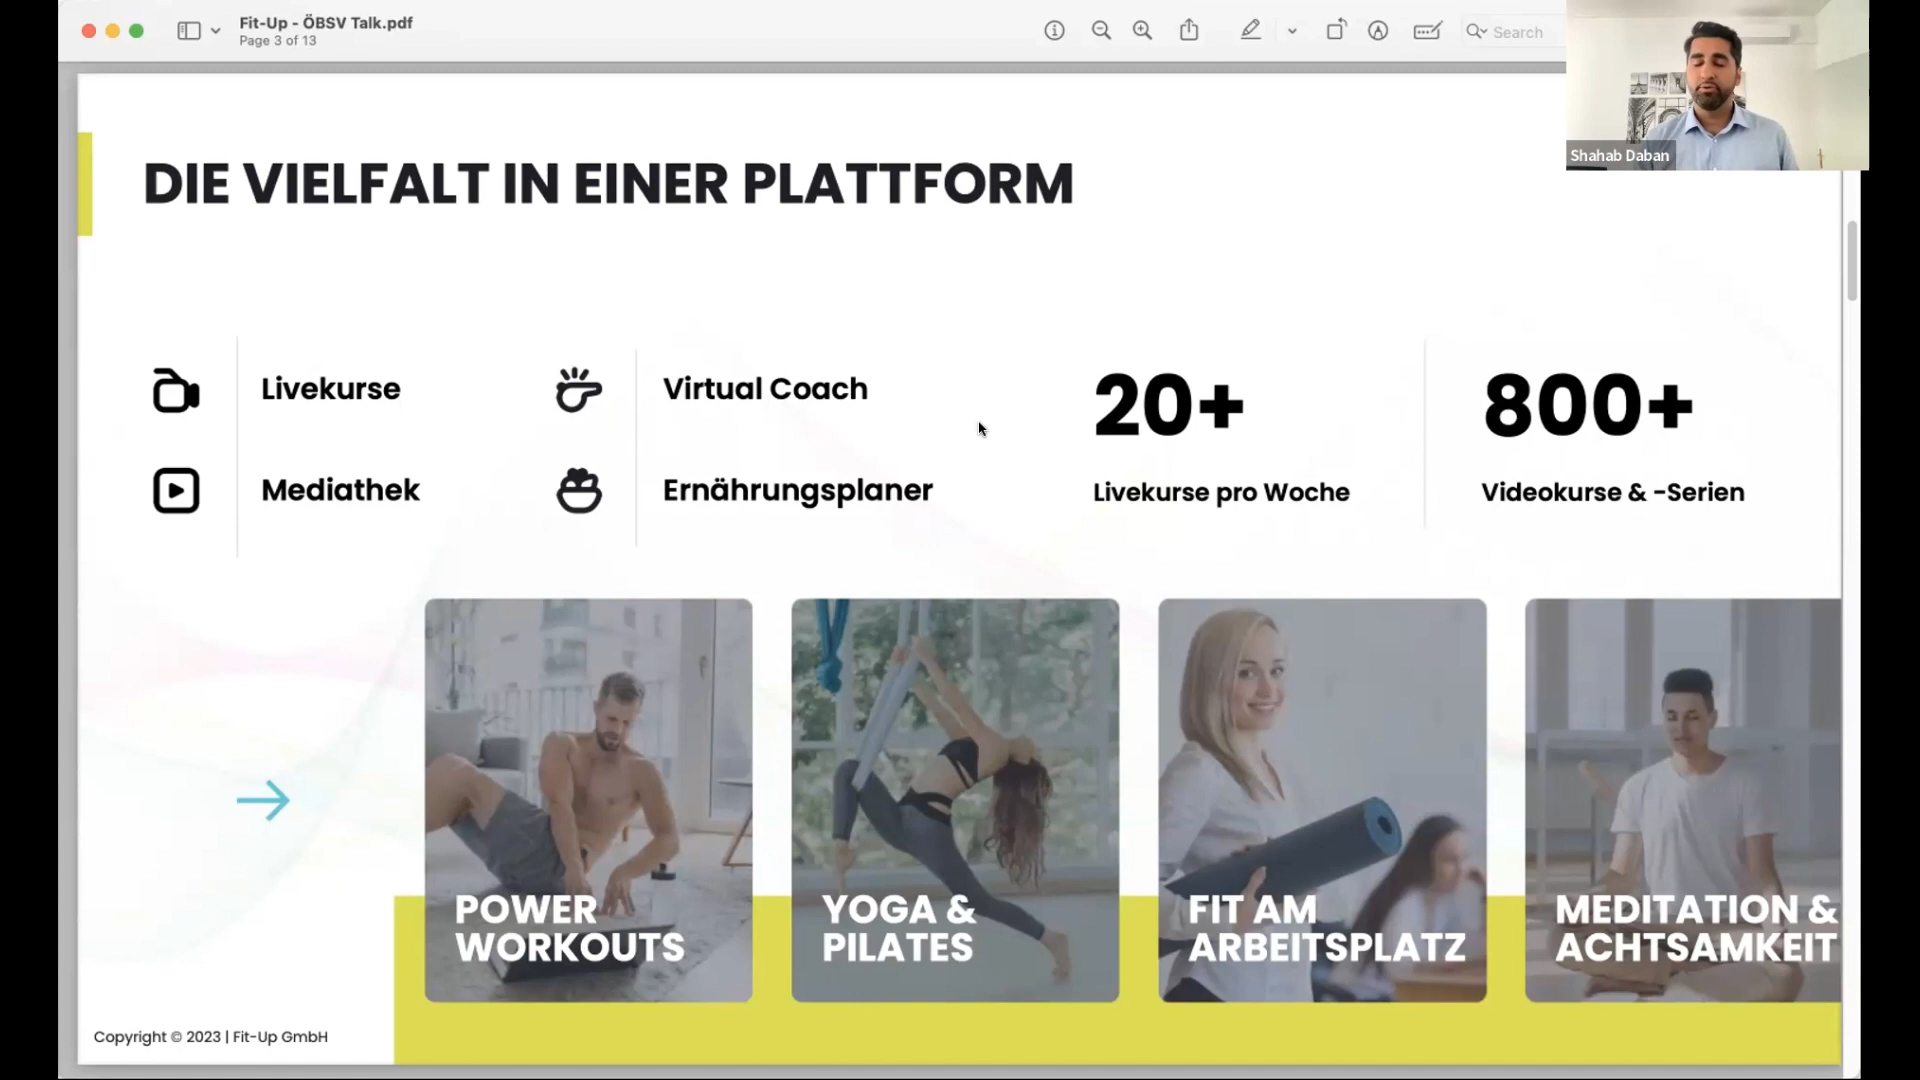 Fit-Up - ÖBSV Talk.pdf
Page 3 of 13
Search
Shahab Daban
DIE VIELFALT IN EINER PLATTFORM
Livekurse
Mediathek
Virtual Coach
Ernährungsplaner
20+
Livekurse pro Woche
800+
Videokurse & -Serien
POWER
WORKOUTS
YOGA &
PILATES
FIT AM
ARBEITSPLATZ
MEDITATION &
ACHTSAMKEIT
Copyright © 2023 | Fit-Up GmbH